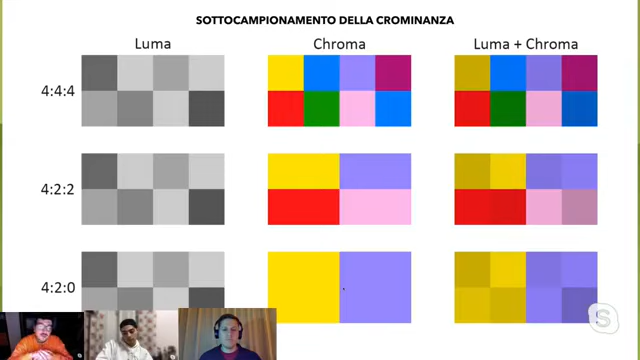 SOTTOCAMPIONAMENTO DELLA CROMINANZA
Luma Chroma Luma + Chroma
4:4:4
4:2:2
4:2:0